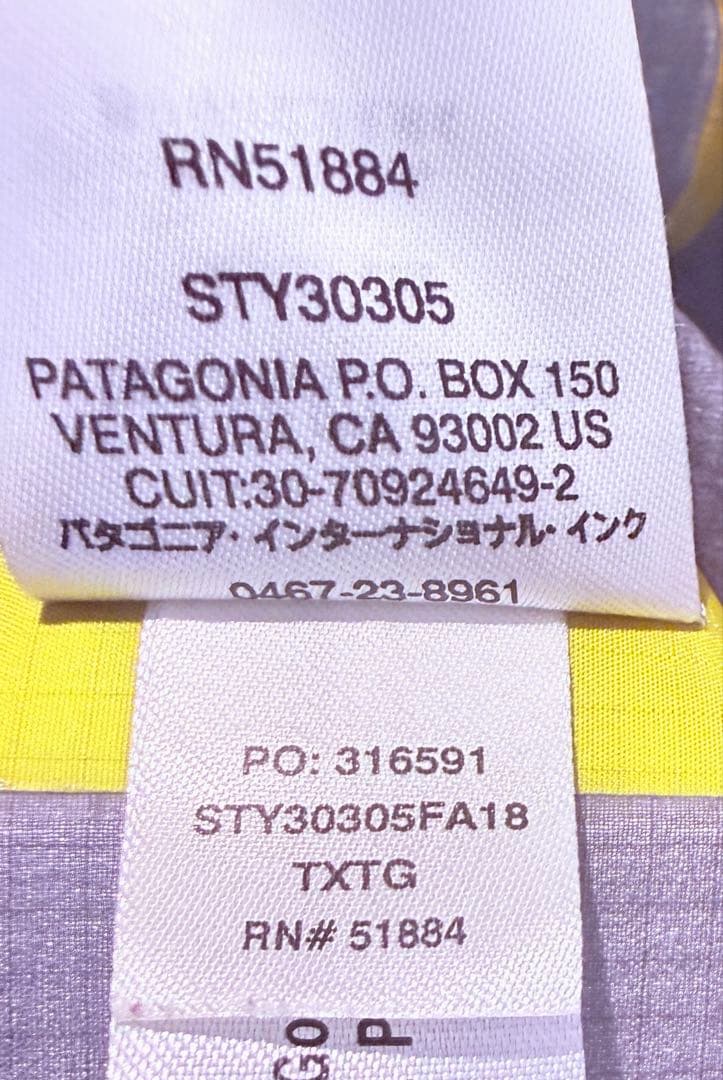 RN51884
STY30305
PATAGONIA P.O. BOX 150
VENTURA, CA 93002 US
CUIT:30-70924649-2
パタゴニア・インターナショナル・インク
0467-23-8961
PO: 316591
STY30305FA18
TXTG
RN# 51884
GO
P